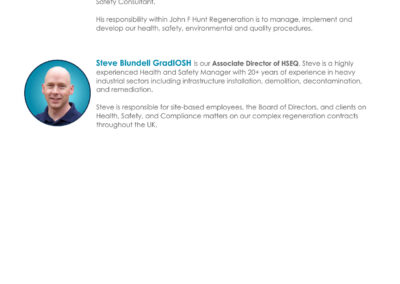 Safety Consultant.
His responsibility within John F Hunt Regeneration is to manage, implement and
develop our health, safety, environmental and quality procedures.
Steve Blundell GradIOSH is our Associate Director of HSEQ. Steve is a highly
experienced Health and Safety Manager with 20+ years of experience in heavy
industrial sectors including infrastructure installation, demolition, decontamination,
and remediation.
Steve is responsible for site-based employees, the Board of Directors, and clients on
Health, Safety, and Compliance matters on our complex regeneration contracts
throughout the UK.